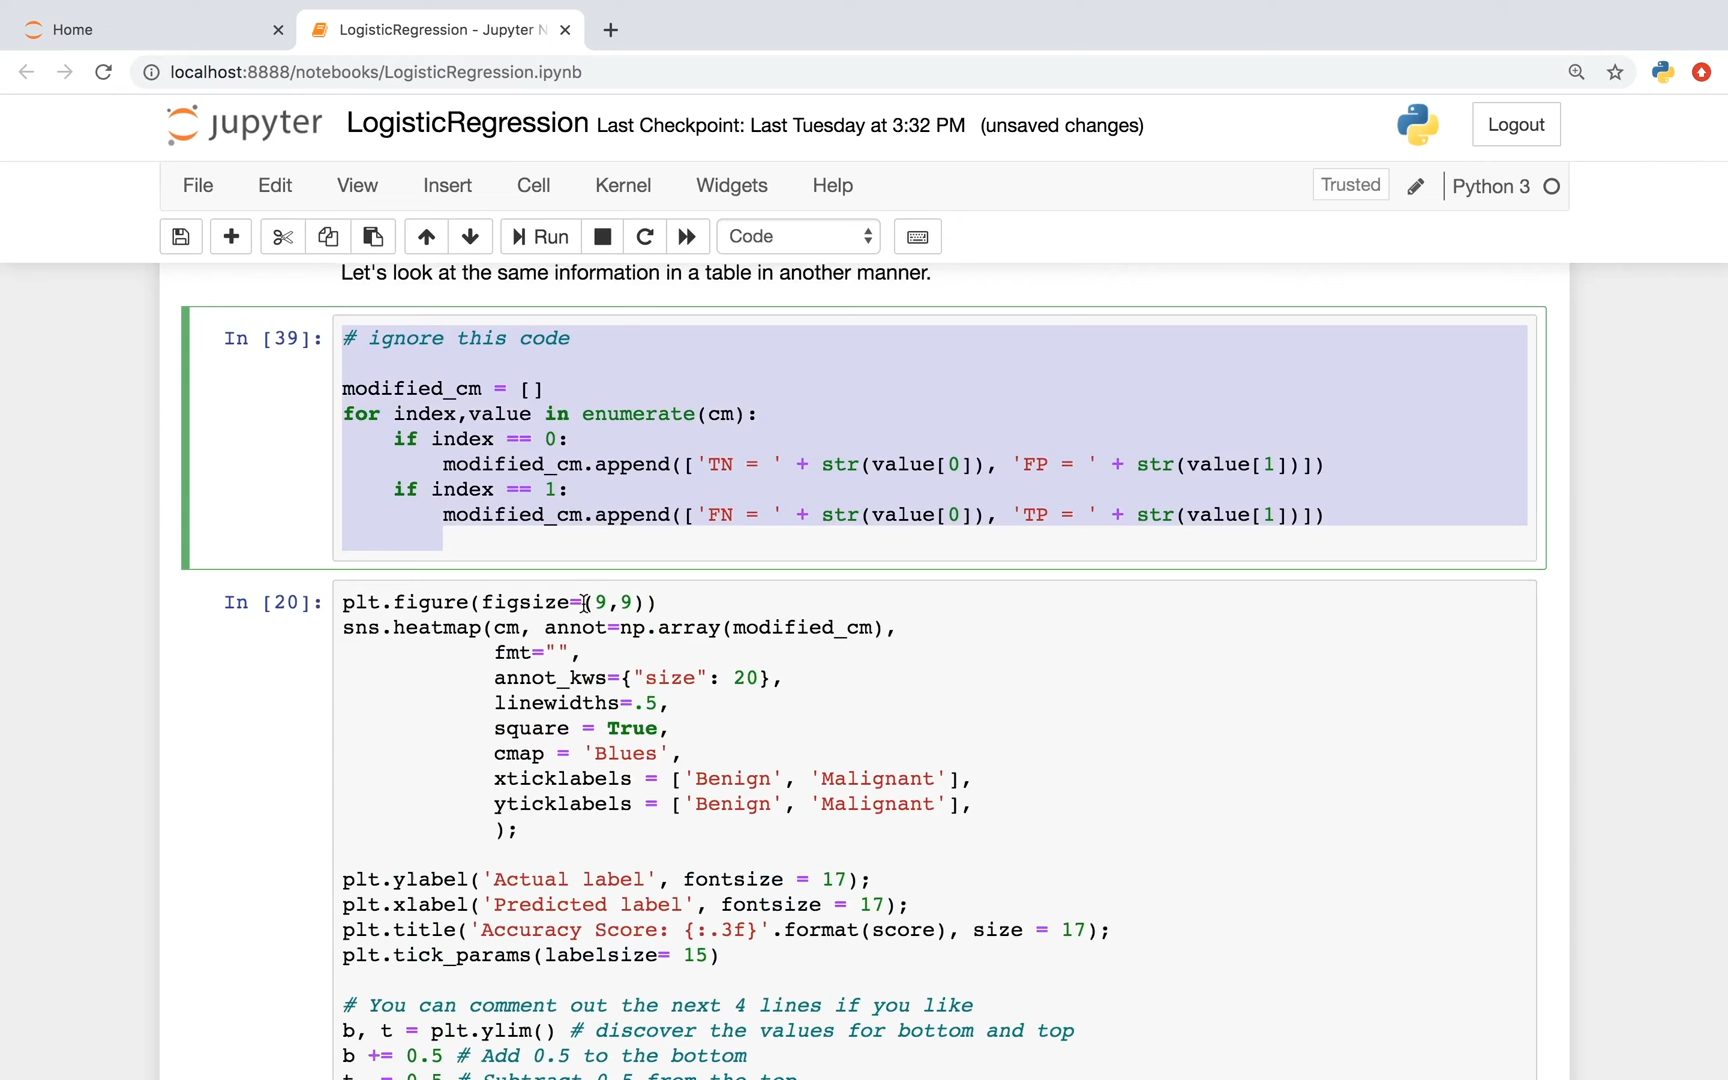 Home
LogisticRegression - Jupyter N
localhost:8888/notebooks/LogisticRegression.ipynb
jupyter LogisticRegression Last Checkpoint: Last Tuesday at 3:32 PM (unsaved changes)
Logout
File Edit View Insert Cell Kernel Widgets Help Trusted Python 3
Run Code
Let's look at the same information in a table in another manner.
In [39]: # ignore this code
modified_cm = []
for index,value in enumerate(cm):
    if index == 0:
        modified_cm.append(['TN = ' + str(value[0]), 'FP = ' + str(value[1])])
    if index == 1:
        modified_cm.append(['FN = ' + str(value[0]), 'TP = ' + str(value[1])])
In [20]: plt.figure(figsize=(9,9))
sns.heatmap(cm, annot=np.array(modified_cm),
            fmt="",
            annot_kws={"size": 20},
            linewidths=.5,
            square = True,
            cmap = 'Blues',
            xticklabels = ['Benign', 'Malignant'],
            yticklabels = ['Benign', 'Malignant'],
            );
plt.ylabel('Actual label', fontsize = 17);
plt.xlabel('Predicted label', fontsize = 17);
plt.title('Accuracy Score: {:.3f}'.format(score), size = 17);
plt.tick_params(labelsize= 15)
# You can comment out the next 4 lines if you like
b, t = plt.ylim() # discover the values for bottom and top
b += 0.5 # Add 0.5 to the bottom